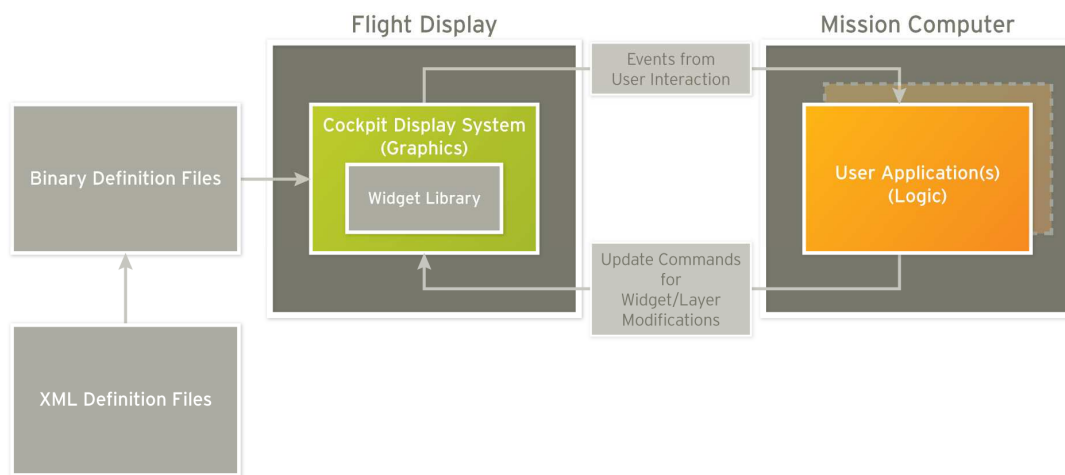 Flight Display
Mission Computer
Events from
User Interaction
Cockpit Display System
(Graphics)
Widget Library
User Application(s)
(Logic)
Binary Definition Files
Update Commands
for
Widget/Layer
Modifications
XML Definition Files